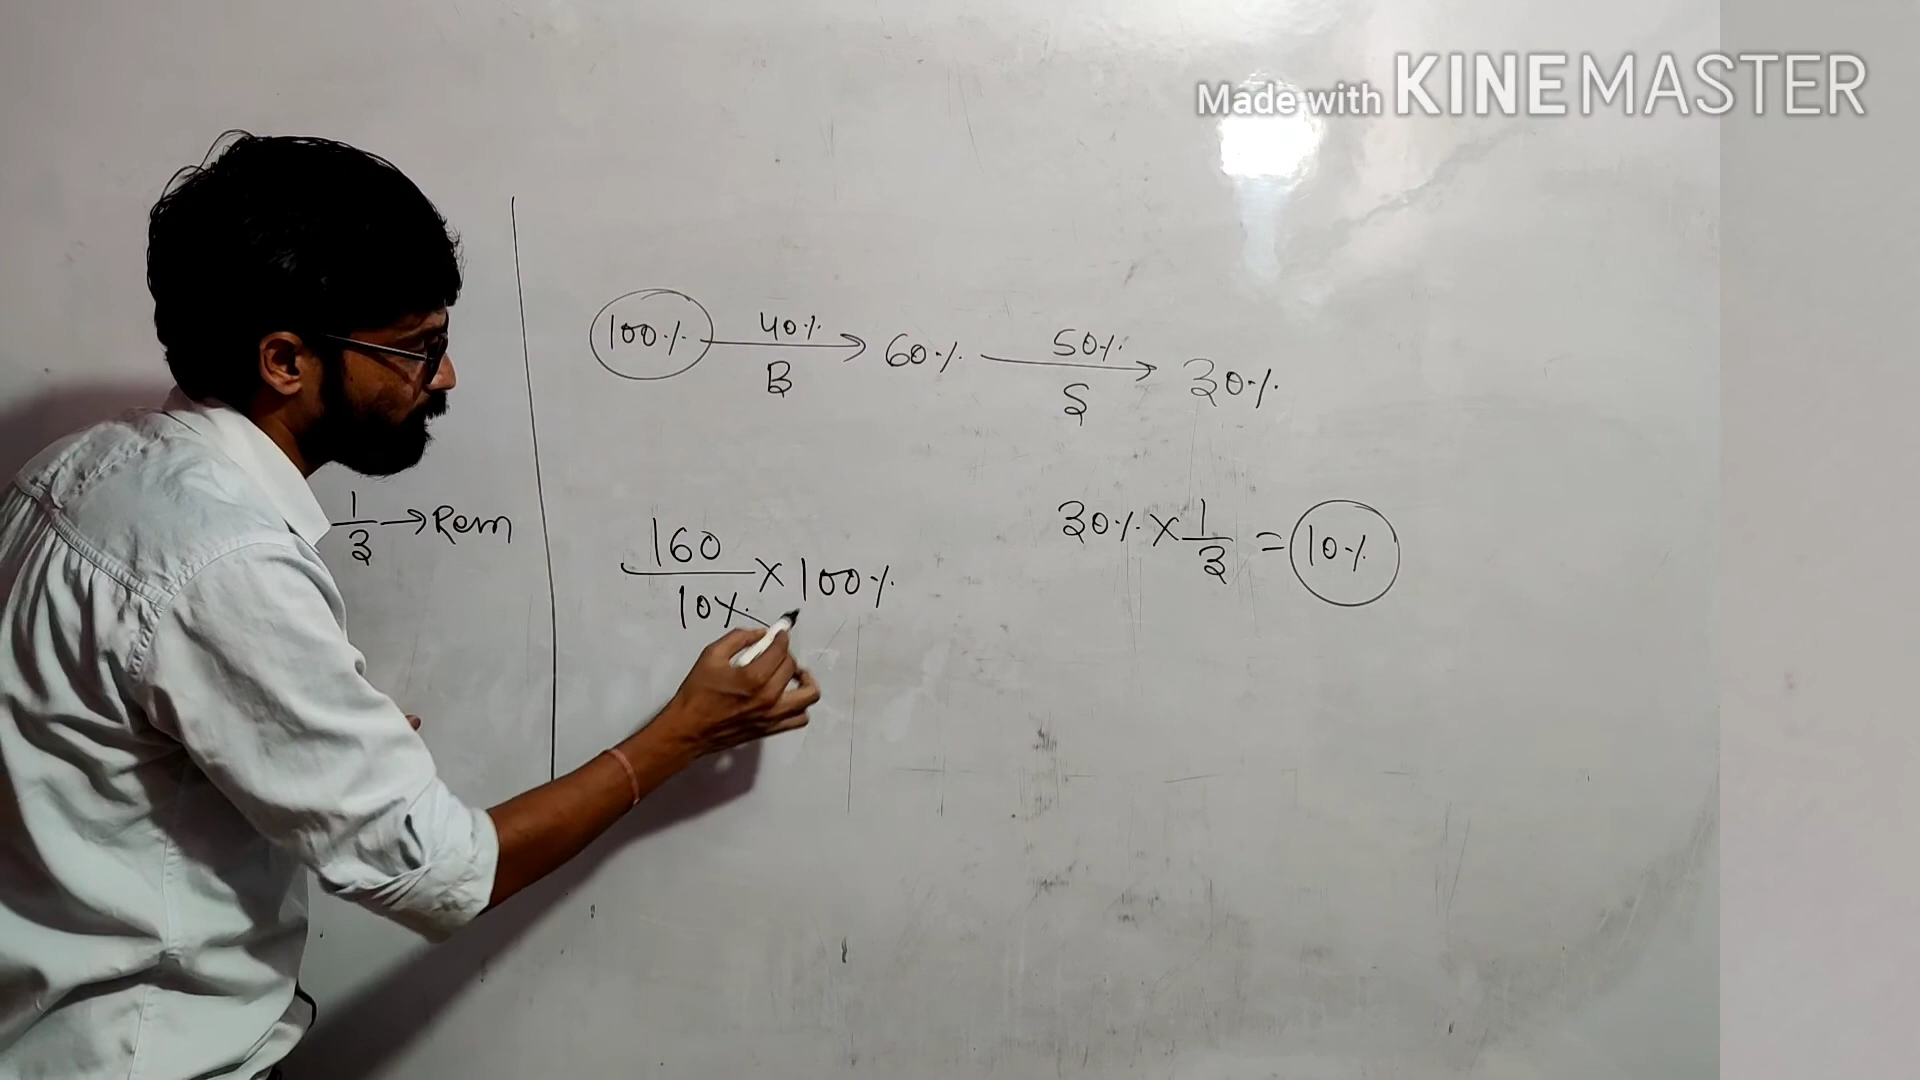 Made with KINEMASTER
100% 40% B 60% 50% S 30%
1/3 → Rem
160/10% × 100%
30% × 1/3 = 10%